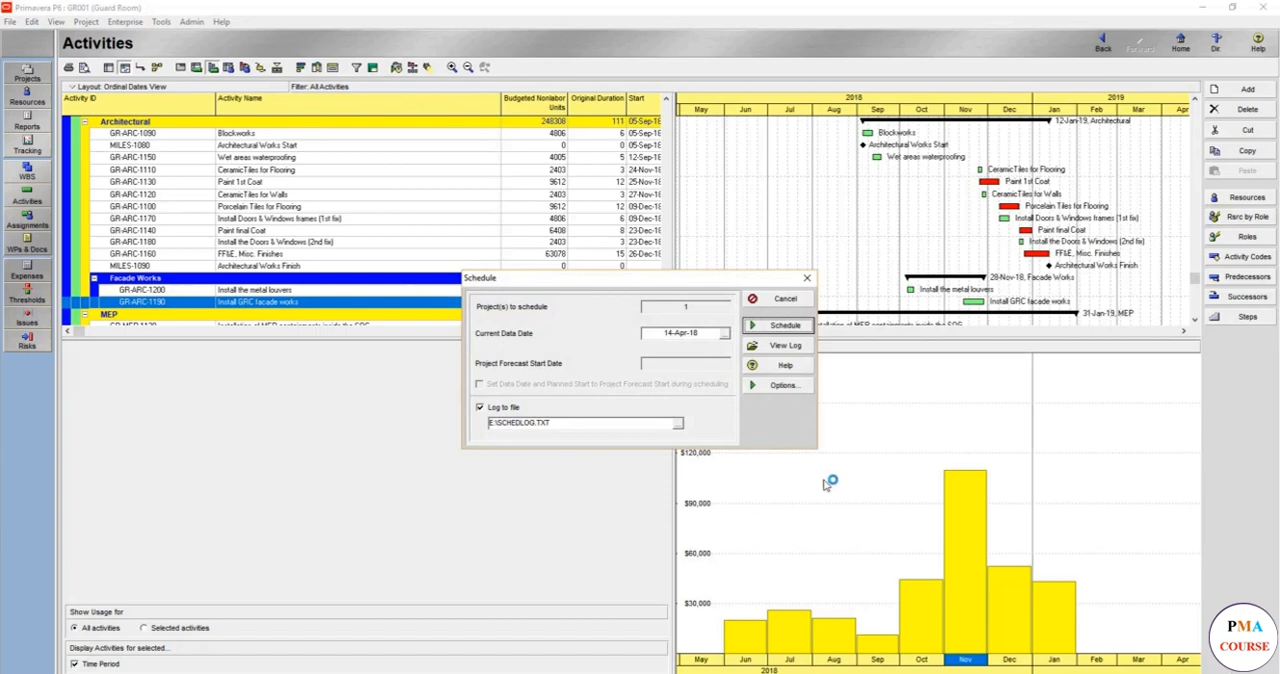 Primavera P6 : GR001 (Guard Room)
File Edit View Project Enterprise Tools Admin Help
Activities
Back Forward Home Dir. Help
Layout: Ordinal Dates View Filter: All Activities
Activity ID Activity Name Budgeted Nonlabor Units Original Duration Start
2018 2019
May Jun Jul Aug Sep Oct Nov Dec Jan Feb Mar Apr
Architectural 248308 111 05-Sep-18 12-Jan-19, Architectural
GR-ARC-1090 Blockworks 4806 6 05-Sep-18 Blockworks
MILES-1080 Architectural Works Start 0 0 05-Sep-18 Architectural Works Start
GR-ARC-1150 Wet areas waterproofing 4005 5 12-Sep-18 Wet areas waterproofing
GR-ARC-1110 CeramicTiles for Flooring 2403 3 24-Nov-18 CeramicTiles for Flooring
GR-ARC-1130 Paint 1st Coat 9612 12 25-Nov-18 Paint 1st Coat
GR-ARC-1120 CeramicTiles for Walls 2403 3 27-Nov-18 CeramicTiles for Walls
GR-ARC-1100 Porcelain Tiles for Flooring 9612 12 09-Dec-18 Porcelain Tiles for Flooring
GR-ARC-1170 Install Doors & Windows frames (1st fix) 4806 6 09-Dec-18 Install Doors & Windows frames (1st fix)
GR-ARC-1140 Paint final Coat 6408 8 23-Dec-18 Paint final Coat
GR-ARC-1180 Install the Doors & Windows (2nd fix) 2403 3 23-Dec-18 Install the Doors & Windows (2nd fix)
GR-ARC-1160 FF&E, Misc. Finishes 63078 15 26-Dec-18 FF&E, Misc. Finishes
MILES-1090 Architectural Works Finish 0 0 Architectural Works Finish
Facade Works 28-Nov-18, Facade Works
GR-ARC-1200 Install the metal louvers Install the metal louvers
GR-ARC-1190 Install GRC facade works Install GRC facade works
MEP 31-Jan-19, MEP
Projects
Resources
Reports
Tracking
WBS
Activities
Assignments
WPs & Docs
Expenses
Thresholds
Issues
Risks
Add
Delete
Cut
Copy
Paste
Resources
Rsrc by Role
Roles
Activity Codes
Predecessors
Successors
Steps
Schedule
Project(s) to schedule 1 Cancel
Current Data Date 14-Apr-18 Schedule
View Log
Project Forecast Start Date Help
Set Data Date and Planned Start to Project Forecast Start during scheduling Options...
Log to file
E:\SCHEDLOG.TXT
$120,000
$90,000
$60,000
$30,000
Show Usage for
All activities Selected activities
Display Activities for selected...
Time Period
May Jun Jul Aug Sep Oct Nov Dec Jan Feb Mar Apr
2018
PMA
COURSE